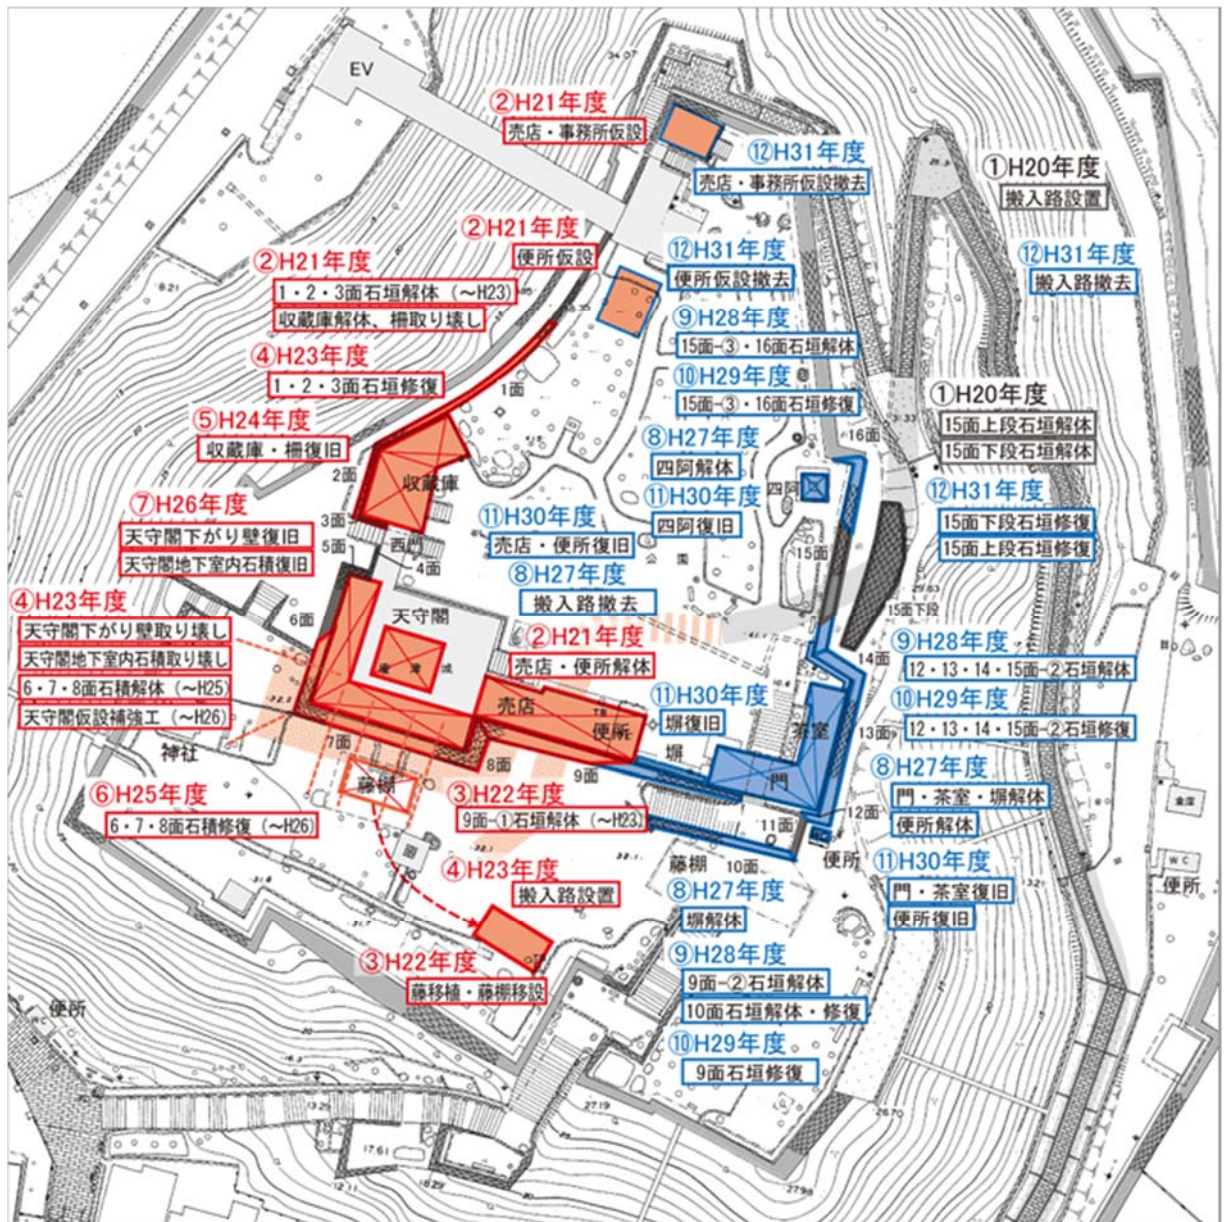 EV
34.07
②H21年度
売店・事務所仮設
⑫H31年度
売店・事務所仮設撤去
①H20年度
搬入路設置
②H21年度
便所仮設
⑫H31年度
便所仮設撤去
⑫H31年度
搬入路撤去
②H21年度
1・2・3面石垣解体（～H23）
収蔵庫解体、柵取り壊し
⑨H28年度
15面-③・16面石垣解体
④H23年度
1・2・3面石垣修復
1面
⑩H29年度
15面-③・16面石垣修復
①H20年度
15面上段石垣解体
15面下段石垣解体
⑤H24年度
収蔵庫・柵復旧
⑧H27年度
四阿解体
16面
2面
収蔵庫
四阿
⑦H26年度
天守閣下がり壁復旧
天守閣地下室内石積復旧
3面
5面
西門
4面
⑪H30年度
売店・便所復旧
⑪H30年度
四阿復旧
15面
公園
⑫H31年度
15面下段石垣修復
15面上段石垣修復
⑧H27年度
搬入路撤去
29.63
15面下段
④H23年度
天守閣下がり壁取り壊し
天守閣地下室内石積取り壊し
6・7・8面石積解体（～H25）
天守閣仮設補強工（～H26）
6面
天守閣
②H21年度
売店・便所解体
14面
⑨H28年度
12・13・14・15面-②石垣解体
⑪H30年度
塀復旧
⑩H29年度
12・13・14・15面-②石垣修復
売店
便所
茶室
13面
神社
7面
8面
9面
塀
門
⑧H27年度
門・茶室・塀解体
便所解体
藤棚
⑥H25年度
6・7・8面石積修復（～H26）
③H22年度
9面-①石垣解体（～H23）
11面
12面
便所
藤棚
10面
⑪H30年度
門・茶室復旧
便所復旧
WC
便所
④H23年度
搬入路設置
⑧H27年度
塀解体
③H22年度
藤移植・藤棚移設
⑨H28年度
9面-②石垣解体
10面石垣解体・修復
便所
⑩H29年度
9面石垣修復
13.25
27.19
26.70
17.61
18.29
12.11
27.98